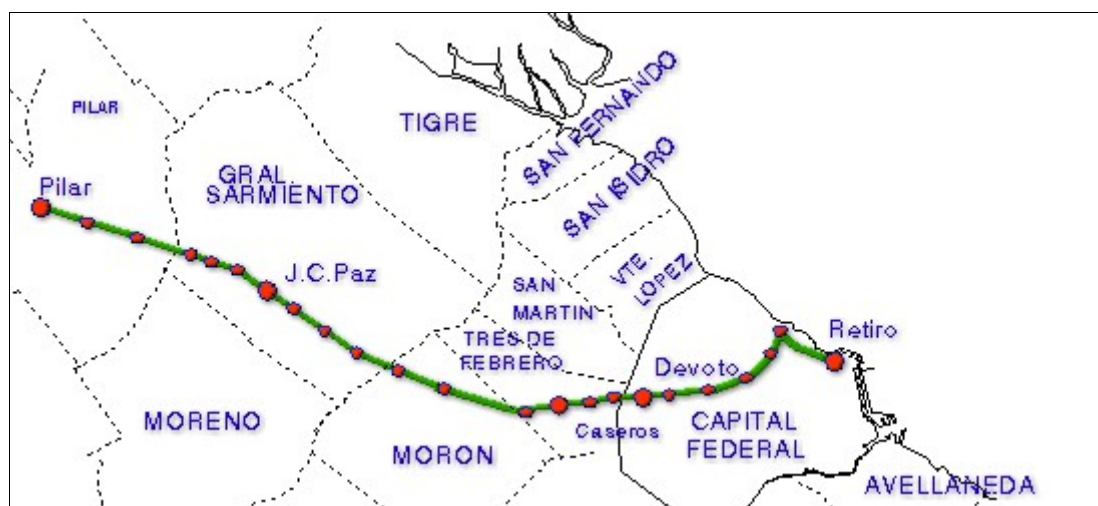 PILAR
TIGRE
SAN FERNANDO
SAN ISIDRO
GRAL.
SARMIENTO
Pilar
VTE.
LOPEZ
J.C.Paz
SAN
MARTIN
TRES DE
FEBRERO
Retiro
Devoto
MORENO
MORON
Caseros
CAPITAL
FEDERAL
AVELLANEDA